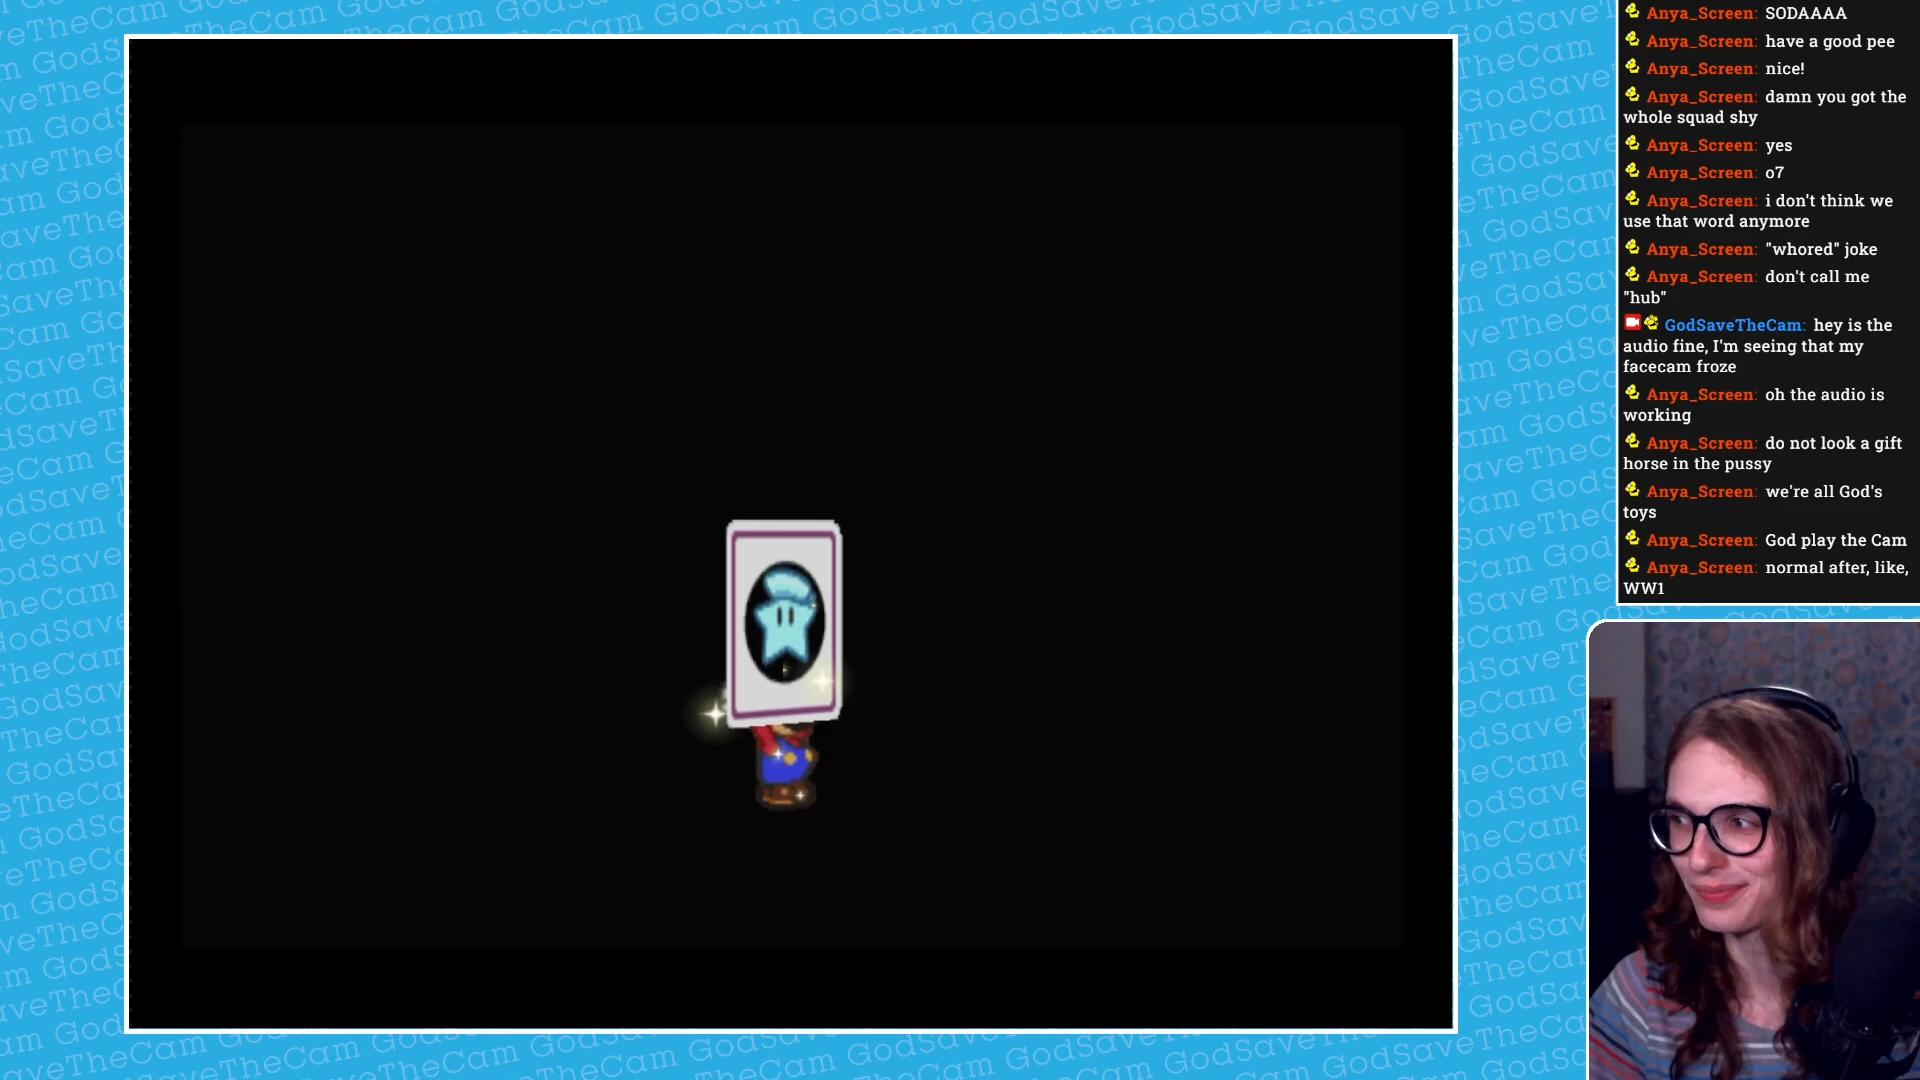 Anya_Screen: SODAAAA
Anya_Screen: have a good pee
Anya_Screen: nice!
Anya_Screen: damn you got the
whole squad shy
Anya_Screen: yes
Anya_Screen: o7
Anya_Screen: i don't think we
use that word anymore
Anya_Screen: "whored" joke
Anya_Screen: don't call me
"hub"
GodSaveTheCam: hey is the
audio fine, I'm seeing that my
facecam froze
Anya_Screen: oh the audio is
working
Anya_Screen: do not look a gift
horse in the pussy
Anya_Screen: we're all God's
toys
Anya_Screen: God play the Cam
Anya_Screen: normal after, like,
WW1
GodSaveTheCam GodSaveTheCam GodSaveTheCam